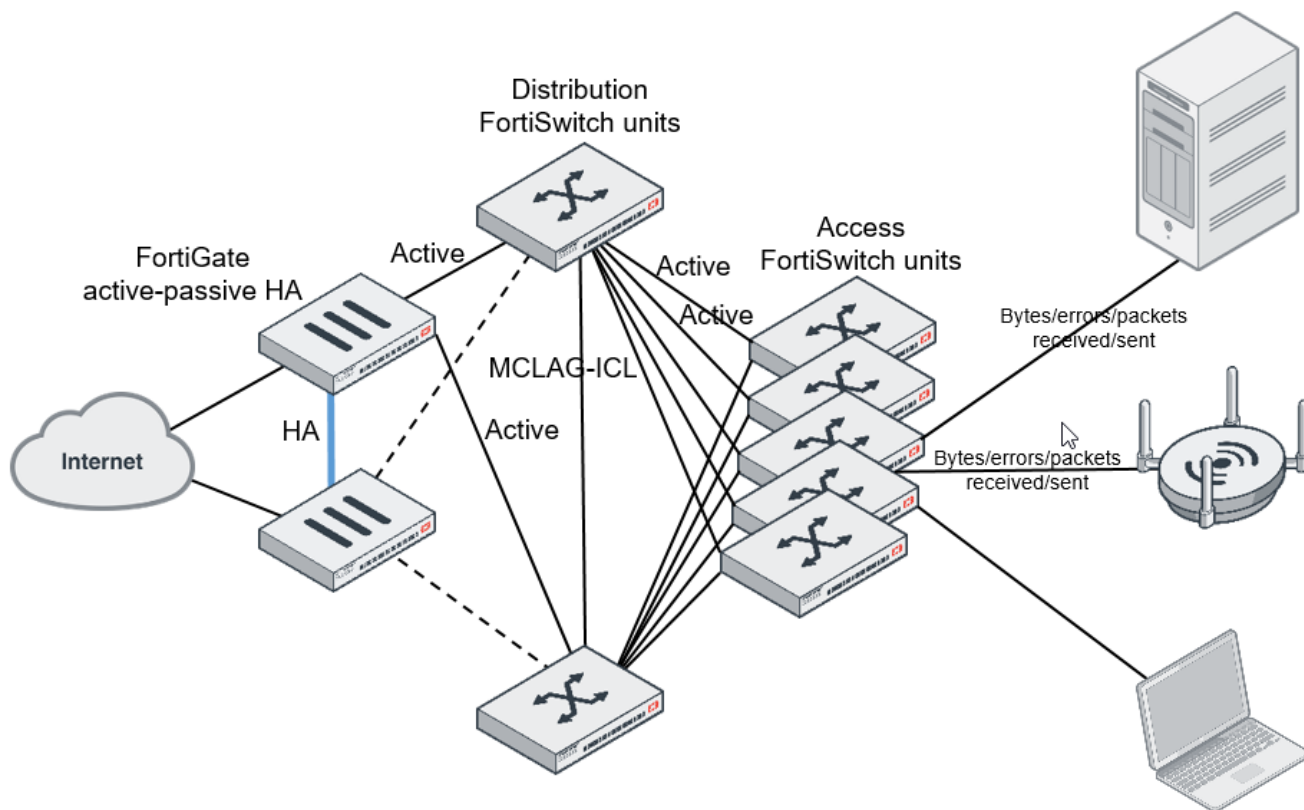 Distribution
FortiSwitch units
Access
FortiSwitch units
FortiGate
active-passive HA
Active
Active
Active
Bytes/errors/packets
received/sent
MCLAG-ICL
HA
Active
Internet
Bytes/errors/packets
received/sent